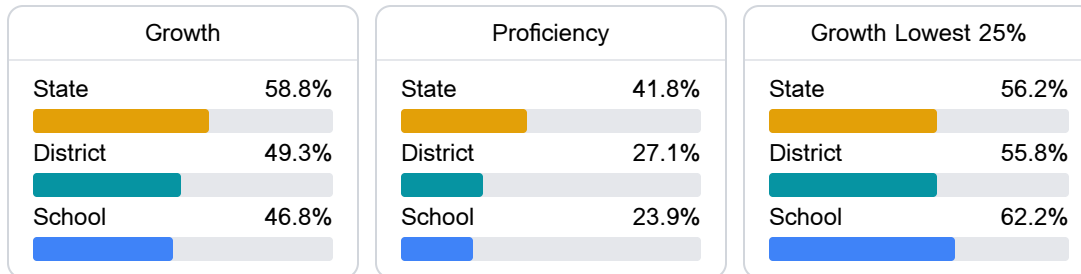 Growth
State 58.8%
District 49.3%
School 46.8%
Proficiency
State 41.8%
District 27.1%
School 23.9%
Growth Lowest 25%
State 56.2%
District 55.8%
School 62.2%